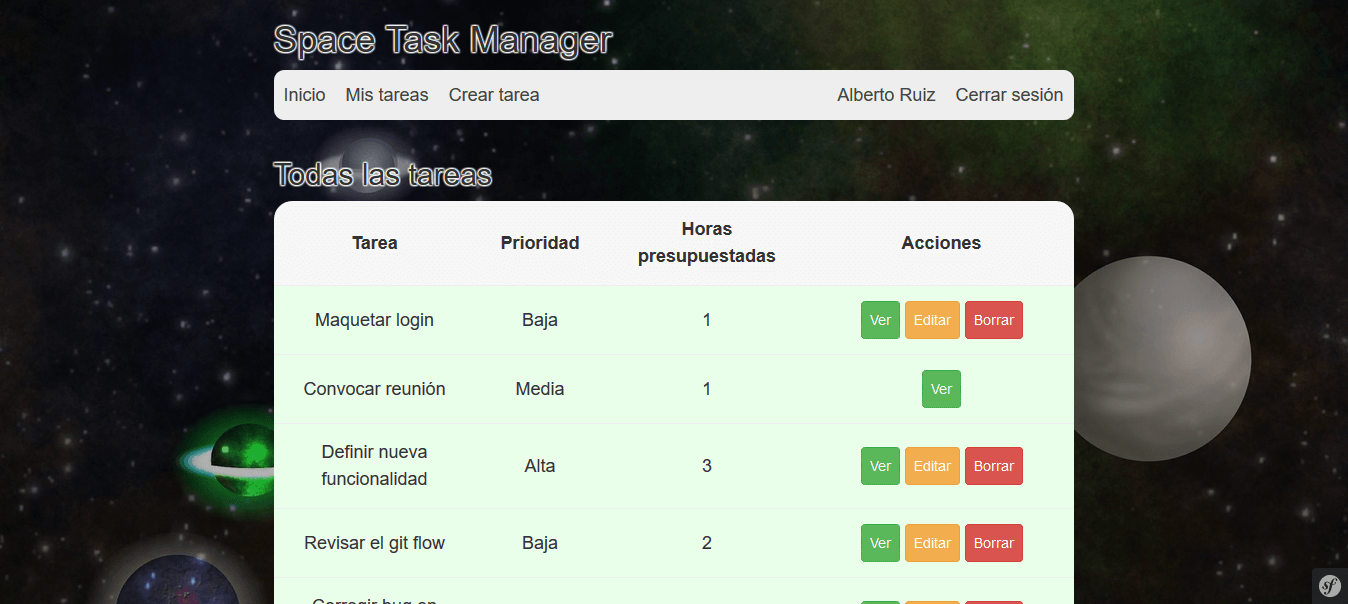 Space Task Manager
Inicio Mis tareas Crear tarea Alberto Ruiz Cerrar sesión
Todas las tareas
Tarea Prioridad Horas presupuestadas Acciones
Maquetar login Baja 1 Ver Editar Borrar
Convocar reunión Media 1 Ver
Definir nueva funcionalidad Alta 3 Ver Editar Borrar
Revisar el git flow Baja 2 Ver Editar Borrar
sf